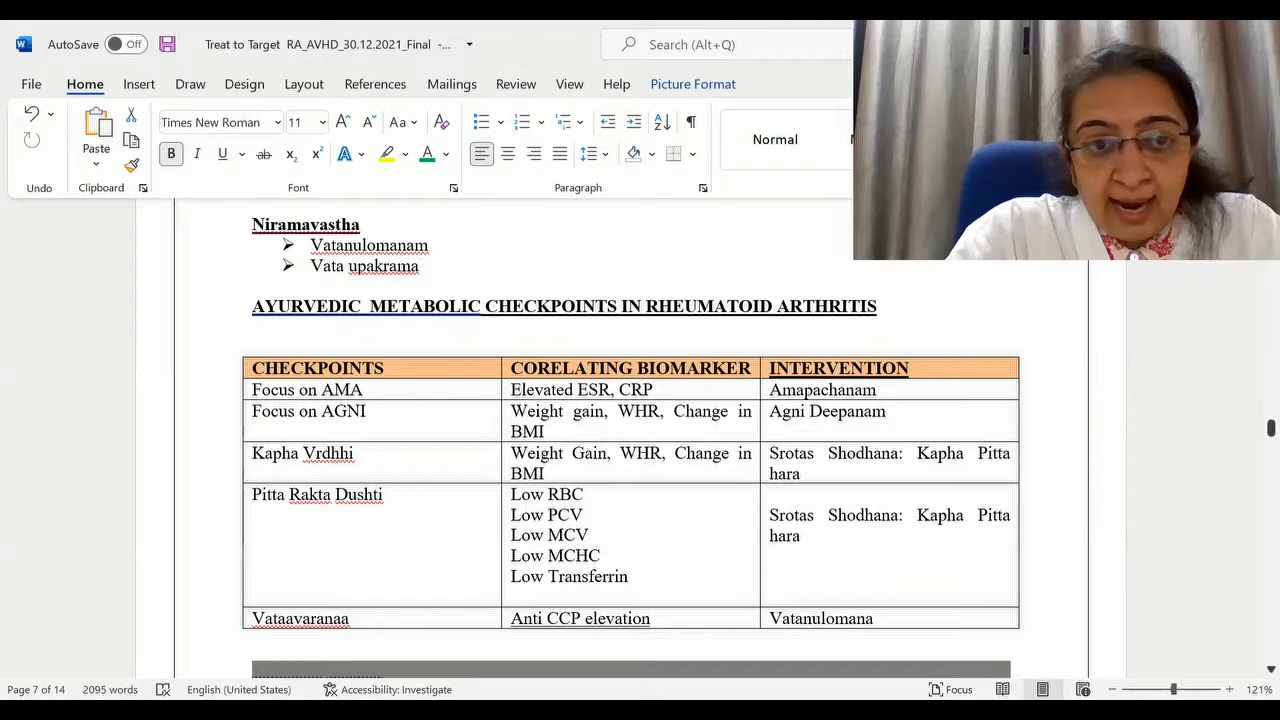 AutoSave Off Treat to Target RA_AVHD_30.12.2021_Final -... Search (Alt+Q)
File Home Insert Draw Design Layout References Mailings Review View Help Picture Format
Times New Roman 11 Aa
Paste
B I U ab x₂ x² A A Normal
Undo Clipboard Font Paragraph
Niramavastha
➢ Vatanulomanam
➢ Vata upakrama
AYURVEDIC METABOLIC CHECKPOINTS IN RHEUMATOID ARTHRITIS
CHECKPOINTS CORELATING BIOMARKER INTERVENTION
Focus on AMA Elevated ESR, CRP Amapachanam
Focus on AGNI Weight gain, WHR, Change in Agni Deepanam
BMI
Kapha Vrdhhi Weight Gain, WHR, Change in Srotas Shodhana: Kapha Pitta
BMI hara
Pitta Rakta Dushti Low RBC
Low PCV Srotas Shodhana: Kapha Pitta
Low MCV hara
Low MCHC
Low Transferrin
Vataavaranaa Anti CCP elevation Vatanulomana
Page 7 of 14 2095 words English (United States) Accessibility: Investigate Focus 121%